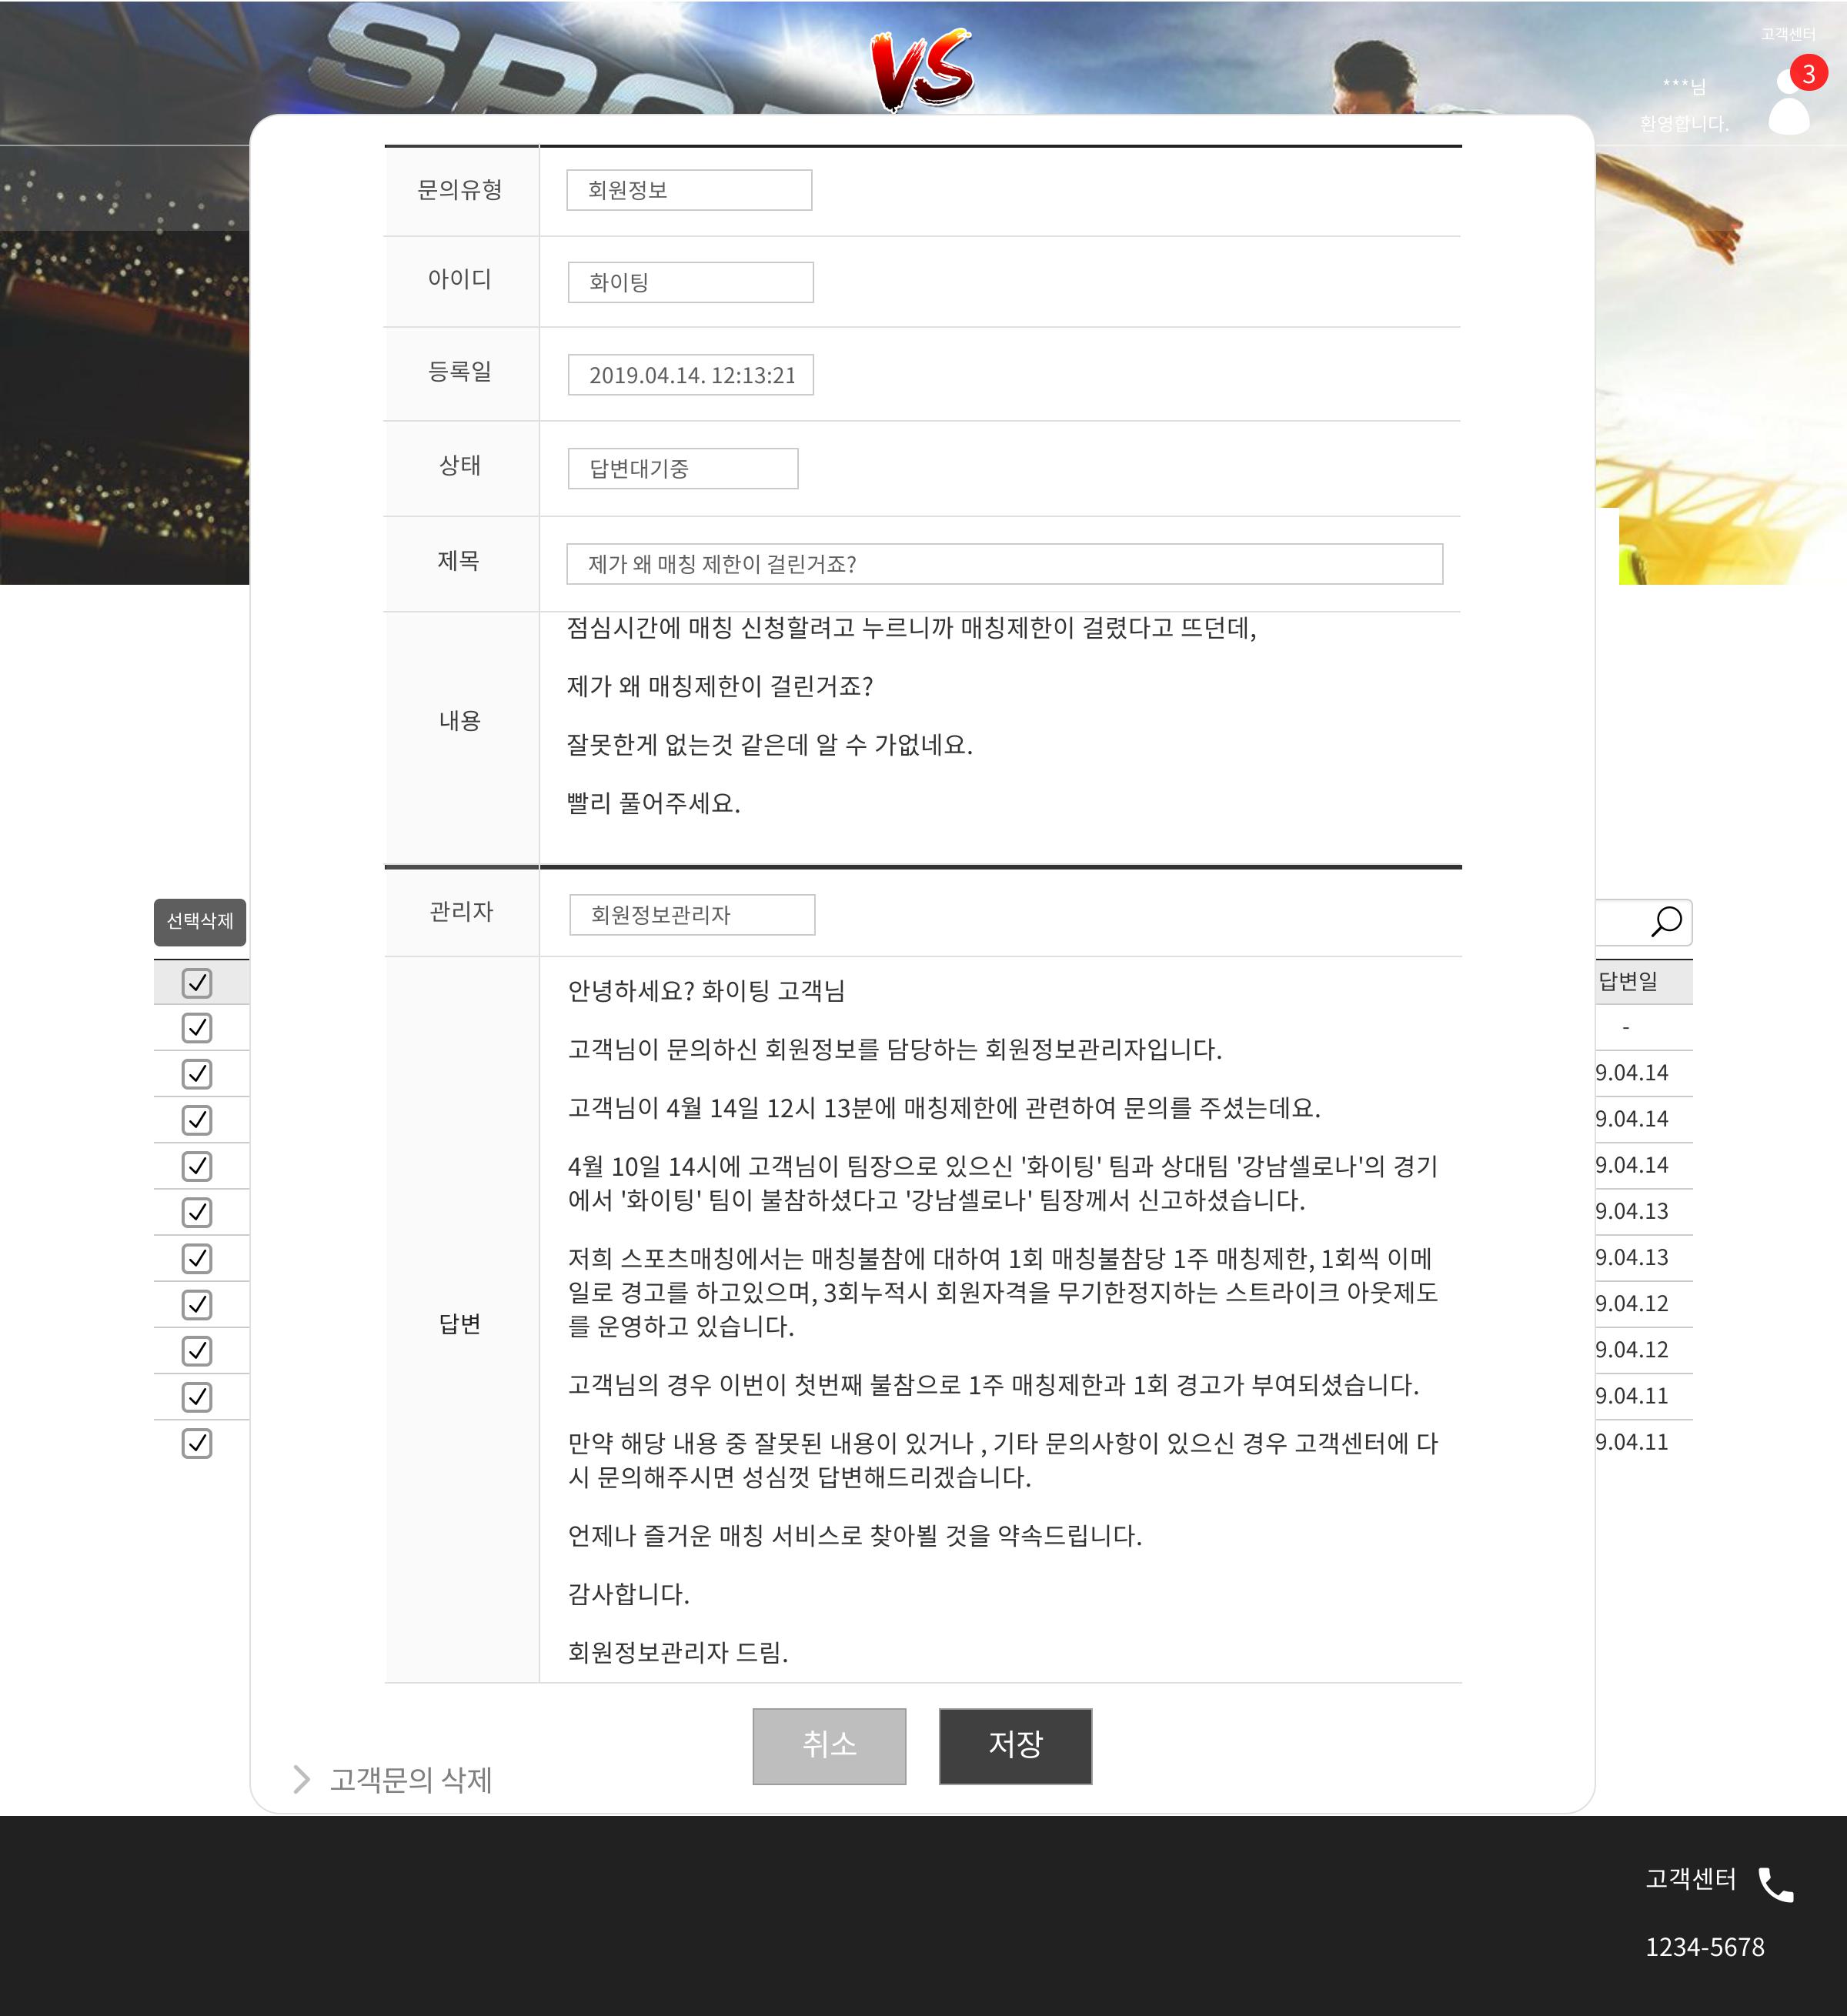 SPO
VS
고객센터
3
***님
환영합니다.
문의유형
회원정보
아이디
화이팅
등록일
2019.04.14. 12:13:21
상태
답변대기중
제목
제가 왜 매칭 제한이 걸린거죠?
내용
점심시간에 매칭 신청할려고 누르니까 매칭제한이 걸렸다고 뜨던데,
제가 왜 매칭제한이 걸린거죠?
잘못한게 없는것 같은데 알 수 가없네요.
빨리 풀어주세요.
관리자
회원정보관리자
답변
안녕하세요? 화이팅 고객님
고객님이 문의하신 회원정보를 담당하는 회원정보관리자입니다.
고객님이 4월 14일 12시 13분에 매칭제한에 관련하여 문의를 주셨는데요.
4월 10일 14시에 고객님이 팀장으로 있으신 '화이팅' 팀과 상대팀 '강남셀로나'의 경기
에서 '화이팅' 팀이 불참하셨다고 '강남셀로나' 팀장께서 신고하셨습니다.
저희 스포츠매칭에서는 매칭불참에 대하여 1회 매칭불참당 1주 매칭제한, 1회씩 이메
일로 경고를 하고있으며, 3회누적시 회원자격을 무기한정지하는 스트라이크 아웃제도
를 운영하고 있습니다.
고객님의 경우 이번이 첫번째 불참으로 1주 매칭제한과 1회 경고가 부여되셨습니다.
만약 해당 내용 중 잘못된 내용이 있거나 , 기타 문의사항이 있으신 경우 고객센터에 다
시 문의해주시면 성심껏 답변해드리겠습니다.
언제나 즐거운 매칭 서비스로 찾아뵐 것을 약속드립니다.
감사합니다.
회원정보관리자 드림.
취소
저장
고객문의 삭제
선택삭제
답변일
-
9.04.14
9.04.14
9.04.14
9.04.13
9.04.13
9.04.12
9.04.12
9.04.11
9.04.11
고객센터
1234-5678